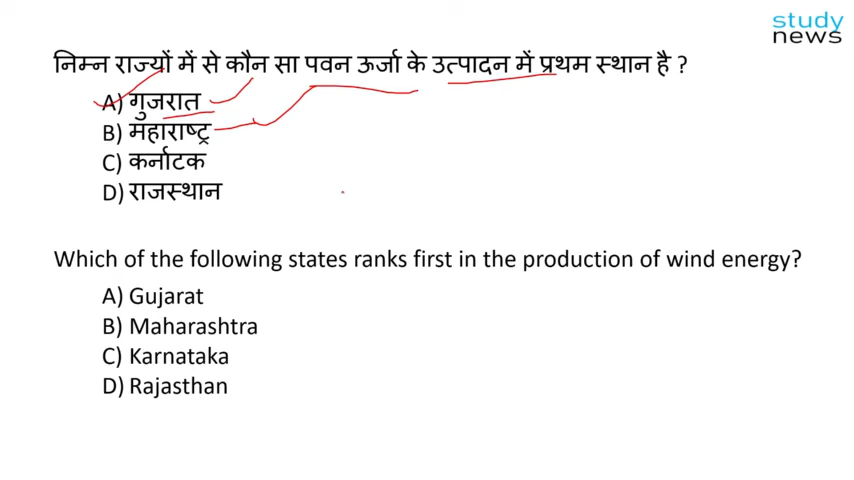 study
news
निम्न राज्यों में से कौन सा पवन ऊर्जा के उत्पादन में प्रथम स्थान है ?
A) गुजरात
B) महाराष्ट्र
C) कर्नाटक
D) राजस्थान
Which of the following states ranks first in the production of wind energy?
A) Gujarat
B) Maharashtra
C) Karnataka
D) Rajasthan